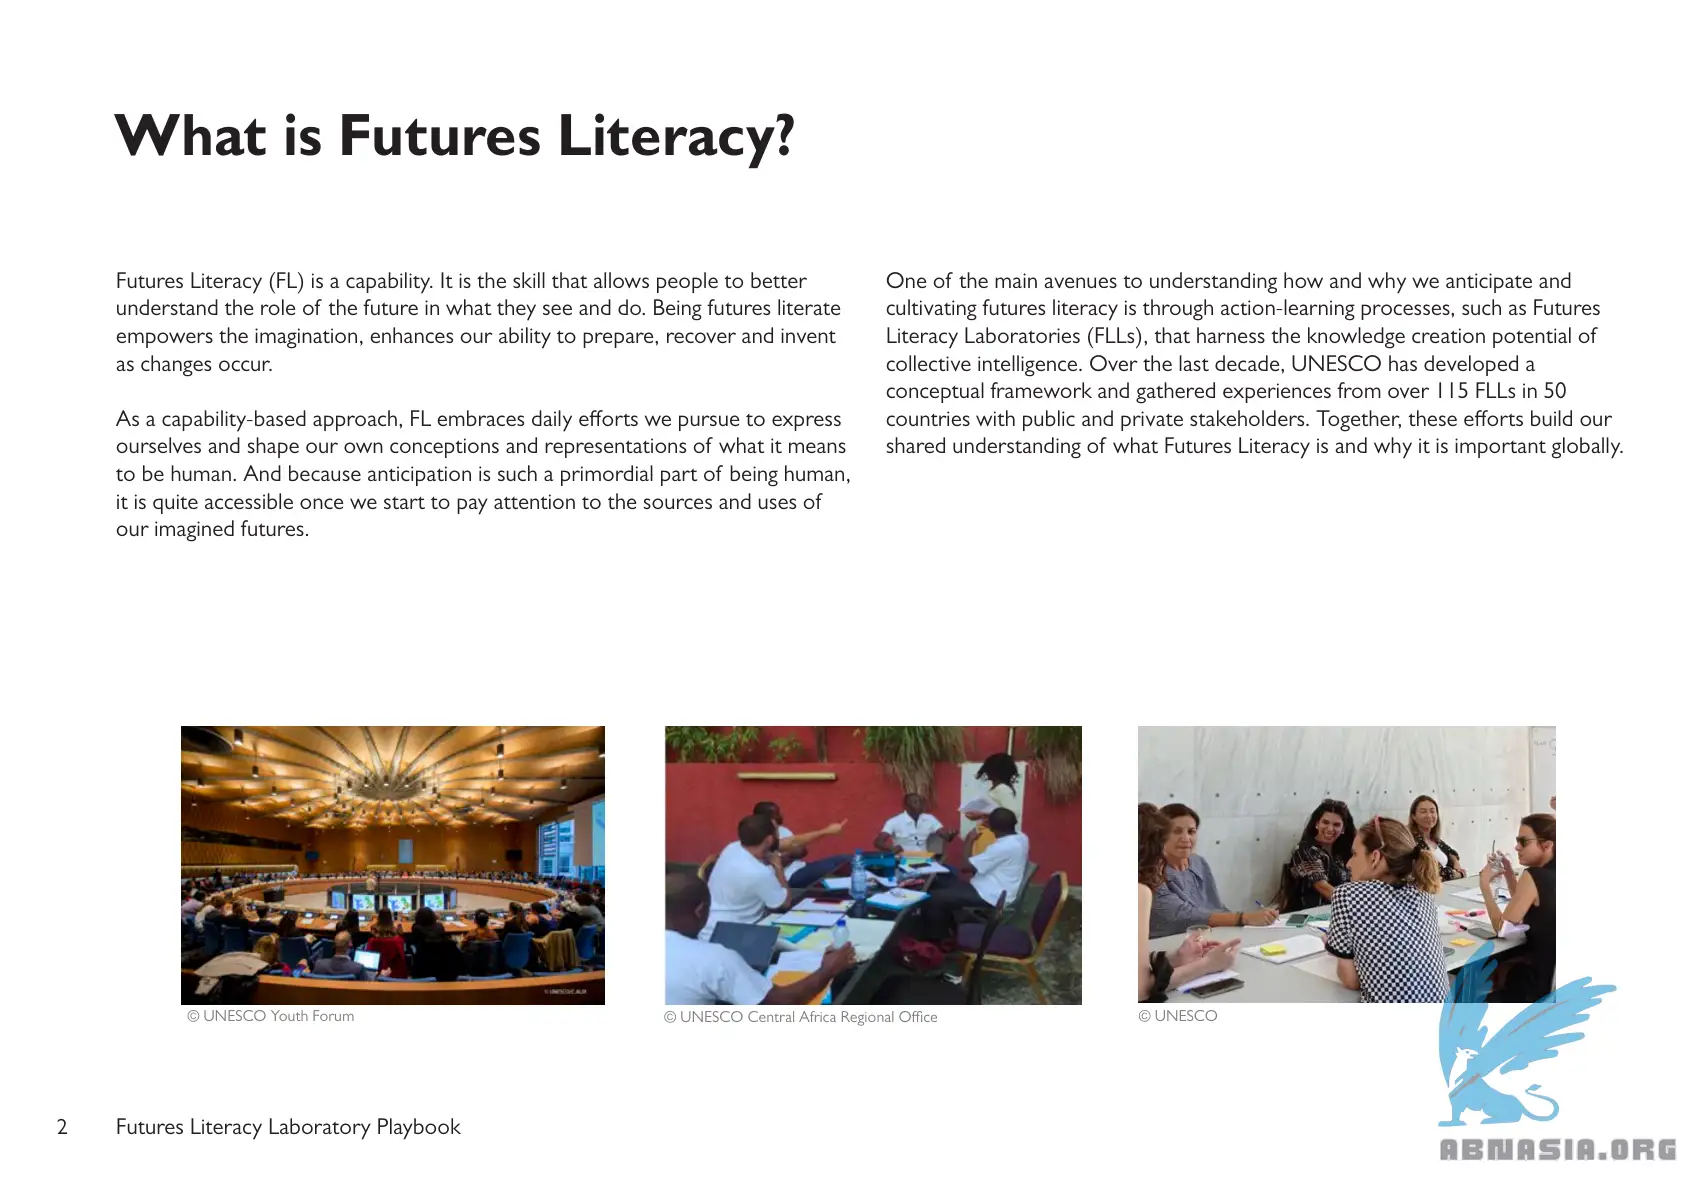 What is Futures Literacy?
Futures Literacy (FL) is a capability. It is the skill that allows people to better
understand the role of the future in what they see and do. Being futures literate
empowers the imagination, enhances our ability to prepare, recover and invent
as changes occur.
As a capability-based approach, FL embraces daily efforts we pursue to express
ourselves and shape our own conceptions and representations of what it means
to be human. And because anticipation is such a primordial part of being human,
it is quite accessible once we start to pay attention to the sources and uses of
our imagined futures.
One of the main avenues to understanding how and why we anticipate and
cultivating futures literacy is through action-learning processes, such as Futures
Literacy Laboratories (FLLs), that harness the knowledge creation potential of
collective intelligence. Over the last decade, UNESCO has developed a
conceptual framework and gathered experiences from over 115 FLLs in 50
countries with public and private stakeholders. Together, these efforts build our
shared understanding of what Futures Literacy is and why it is important globally.
© UNESCO Youth Forum
© UNESCO Central Africa Regional Office
© UNESCO
2 Futures Literacy Laboratory Playbook
ABNASIA.ORG